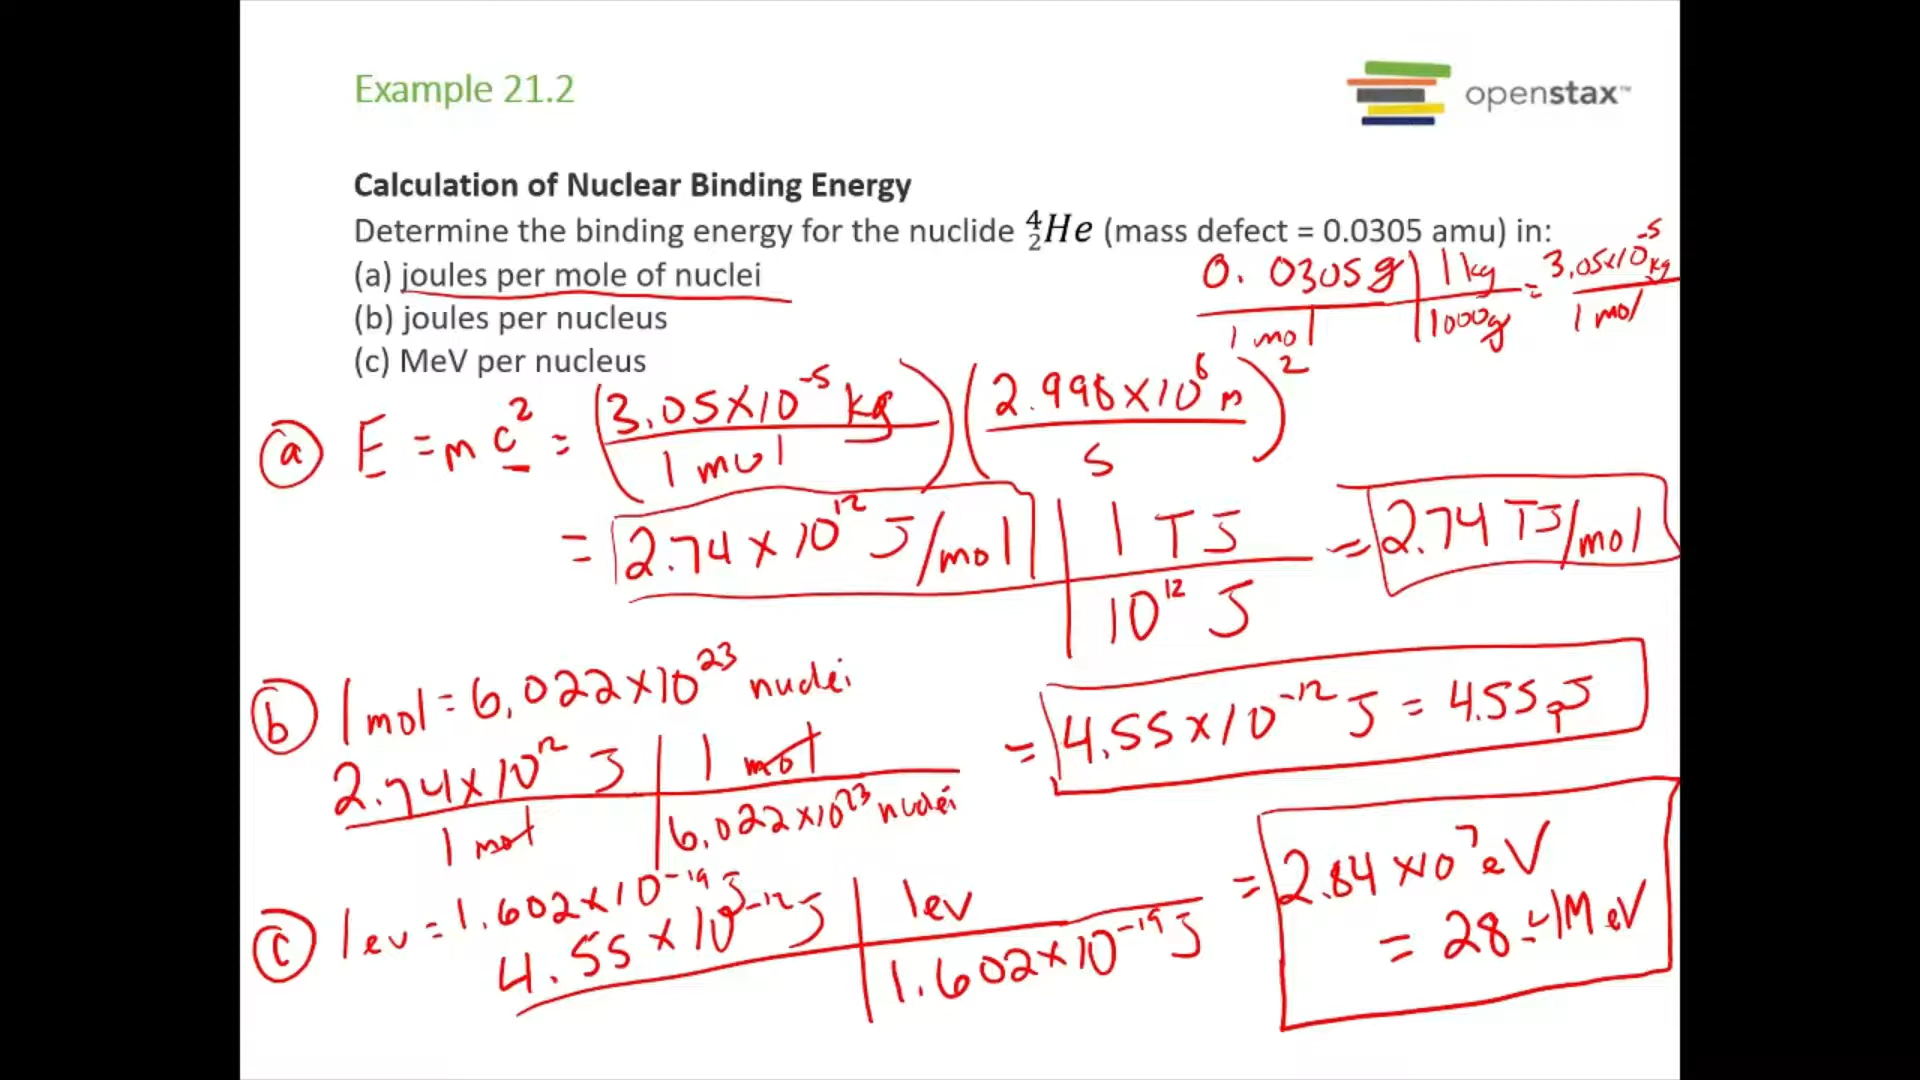 Example 21.2
openstax™
Calculation of Nuclear Binding Energy
Determine the binding energy for the nuclide ⁴₂He (mass defect = 0.0305 amu) in:
(a) joules per mole of nuclei
(b) joules per nucleus
(c) MeV per nucleus
0.0305g / 1 mol | 1 kg / 1000g = 3.05x10⁻⁵ kg / 1 mol
(a) E = mc² = (3.05 x 10⁻⁵ kg / 1 mol) (2.998 x 10⁸ m / s)²
= 2.74 x 10¹² J/mol | 1 TJ / 10¹² J = 2.74 TJ/mol
(b) 1 mol = 6.022 x 10²³ nuclei
2.74 x 10¹² J / 1 mol | 1 mol / 6.022 x 10²³ nuclei = 4.55 x 10⁻¹² J = 4.55 pJ
(c) 1 ev = 1.602 x 10⁻¹⁹ J
4.55 x 10⁻¹² J | 1 ev / 1.602 x 10⁻¹⁹ J = 2.84 x 10⁷ eV
= 28.4 MeV